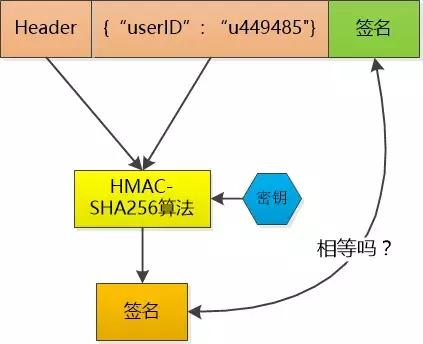 Header
{“userID”: “u449485"}
签名
HMAC-
SHA256算法
密钥
相等吗？
签名